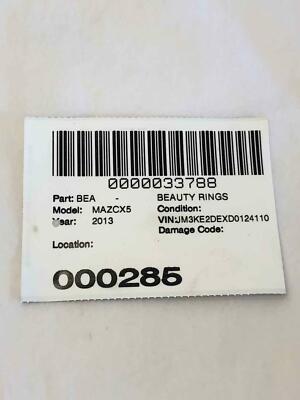 0000033788
Part: BEA - BEAUTY RINGS
Model: MAZCX5 Condition:
Year: 2013 VIN:JM3KE2DEXD0124110
Damage Code:
Location:
000285